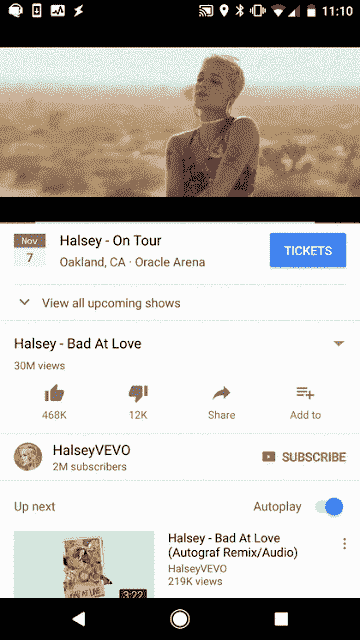 11:10
Nov
7
Halsey - On Tour
Oakland, CA · Oracle Arena
TICKETS
View all upcoming shows
Halsey - Bad At Love
30M views
468K
12K
Share
Add to
HalseyVEVO
2M subscribers
SUBSCRIBE
Up next
Autoplay
Halsey - Bad At Love
(Autograf Remix/Audio)
HalseyVEVO
219K views
3:22